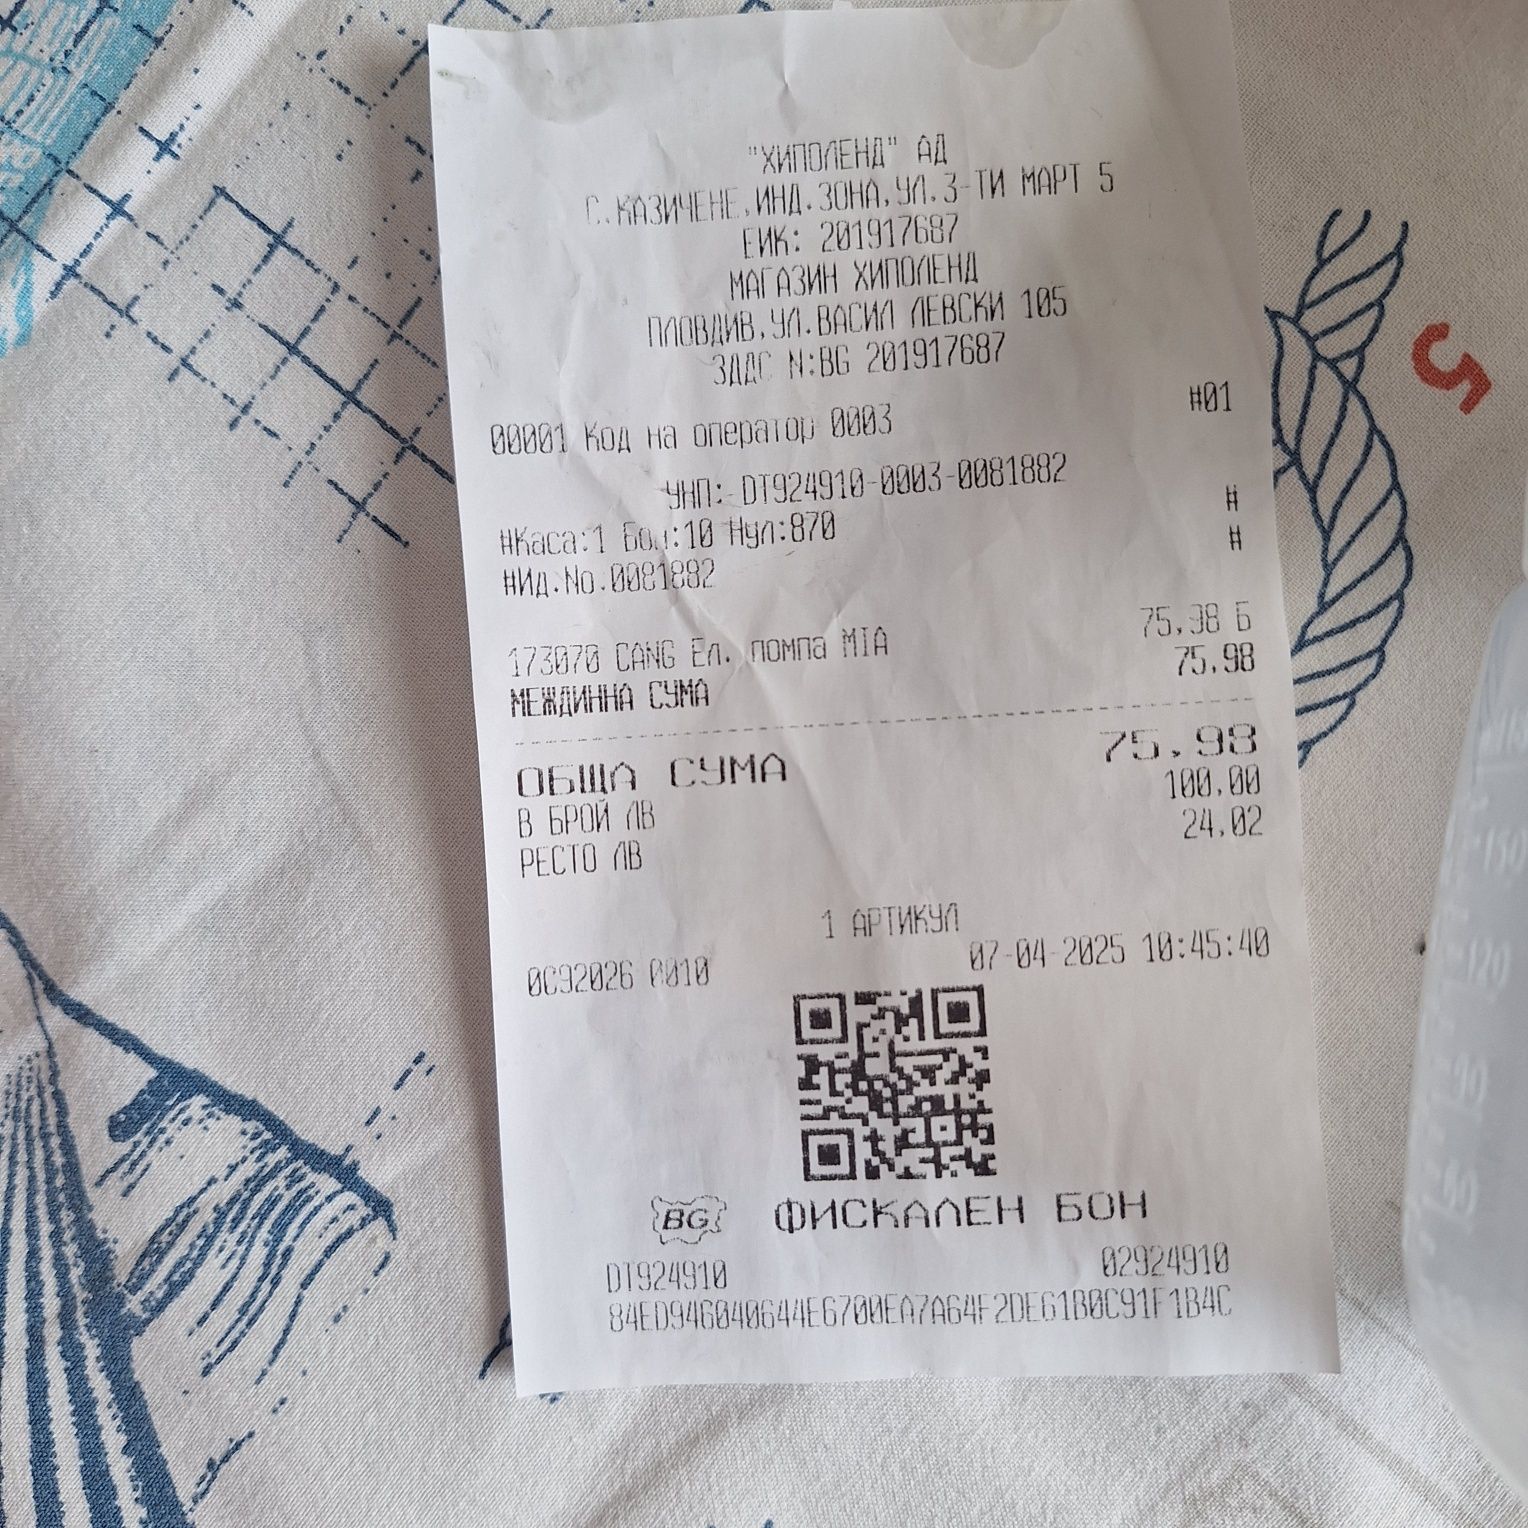 "ХИПОЛЕНД" АД
С.КАЗИЧЕНЕ,ИНД.ЗОНА,УЛ.3-ТИ МАРТ 5
ЕИК: 201917687
МАГАЗИН ХИПОЛЕНД
ПЛОВДИВ,УЛ.ВАСИЛ ЛЕВСКИ 105
ЗДДС N:BG 201917687
00001 Код на оператор 0003 #01
УНП: DT924910-0003-0081882
#Каса:1 Бон:10 Нул:870 #
#Ид.No.0081882 #
173070 CANG Ел. помпа MIA 75,98 Б
МЕЖДИННА СУМА 75.98
ОБЩА СУМА 75.98
В БРОЙ ЛВ 100,00
РЕСТО ЛВ 24,02
1 АРТИКУЛ
0C92026 0010 07-04-2025 10:45:40
BG ФИСКАЛЕН БОН
DT924910 02924910
84ED946040644E6700EA7A64F2DE61B0C91F1B4C
5
150
120
90